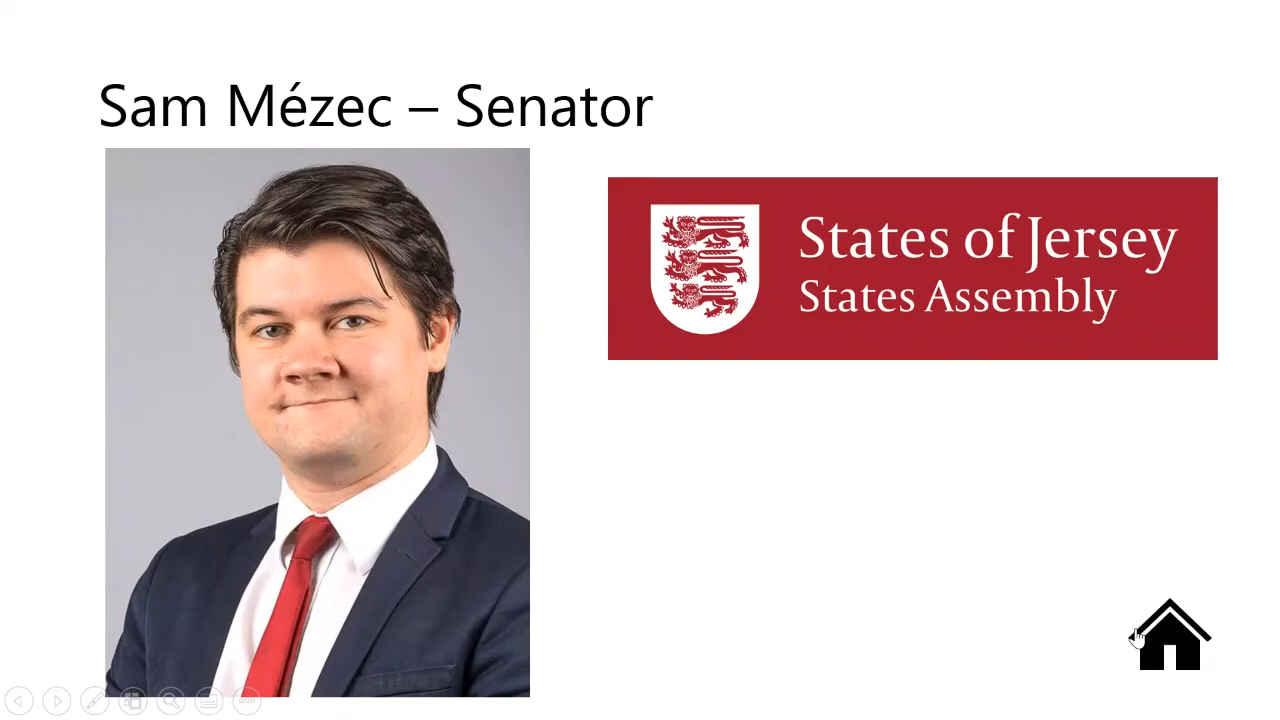 Sam Mézec – Senator
States of Jersey
States Assembly